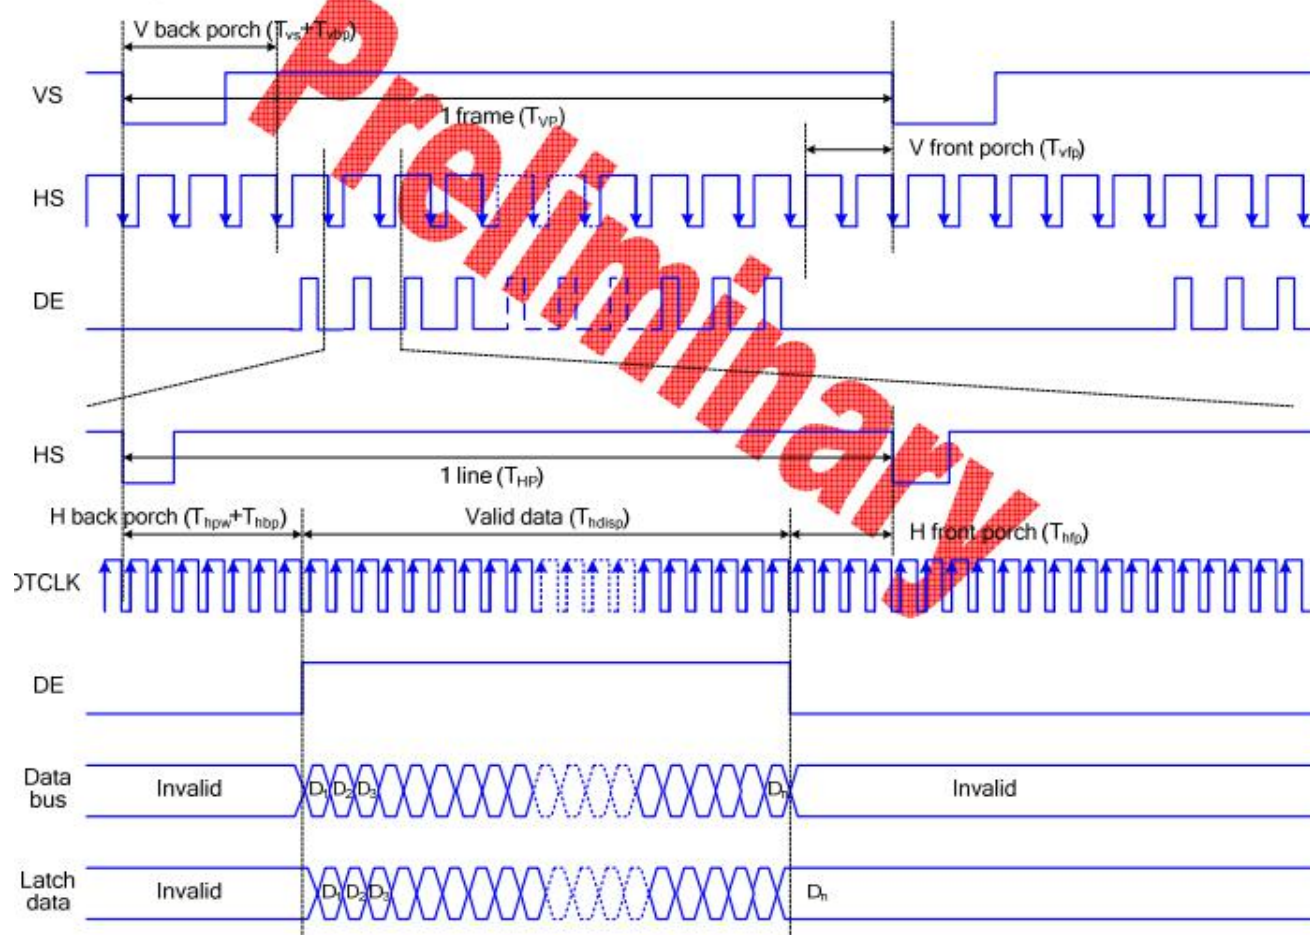 V back porch (Tvs+Tvbp)
VS
1 frame (TVP)
V front porch (Tvfp)
HS
DE
HS
1 line (THP)
H back porch (Thpw+Thbp)
Valid data (Thdisp)
H front porch (Thfp)
OTCLK
DE
Data
bus
Invalid
D1 D2 D3
Dn
Invalid
Latch
data
Invalid
D1 D2 D3
Dn
Preliminary